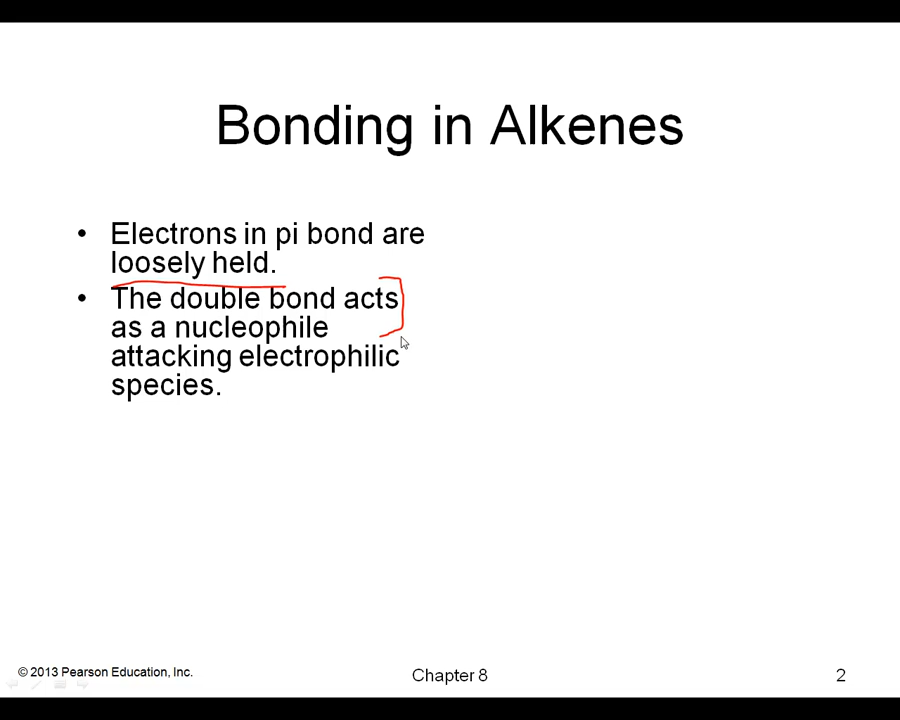 Bonding in Alkenes
• Electrons in pi bond are
loosely held.
• The double bond acts
as a nucleophile
attacking electrophilic
species.
© 2013 Pearson Education, Inc.
Chapter 8
2